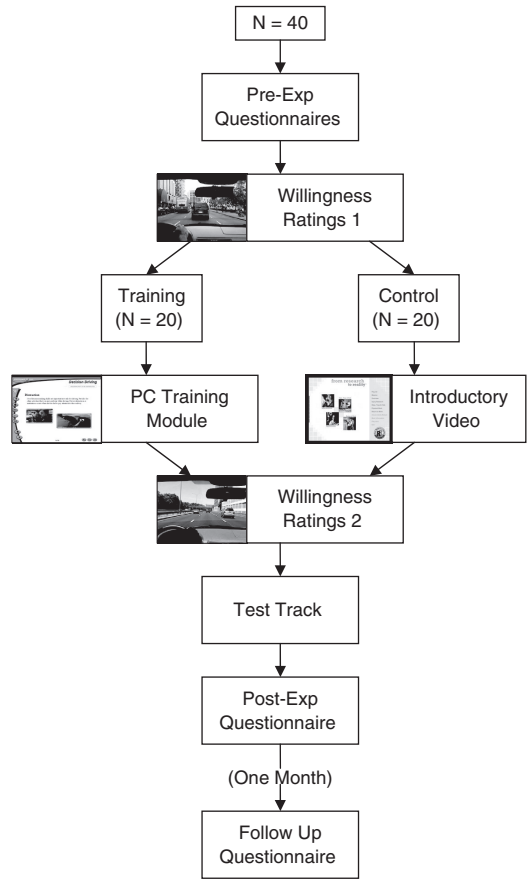 N = 40
Pre-Exp
Questionnaires
Willingness
Ratings 1
Training
(N = 20)
Control
(N = 20)
PC Training
Module
Introductory
Video
Willingness
Ratings 2
Test Track
Post-Exp
Questionnaire
(One Month)
Follow Up
Questionnaire